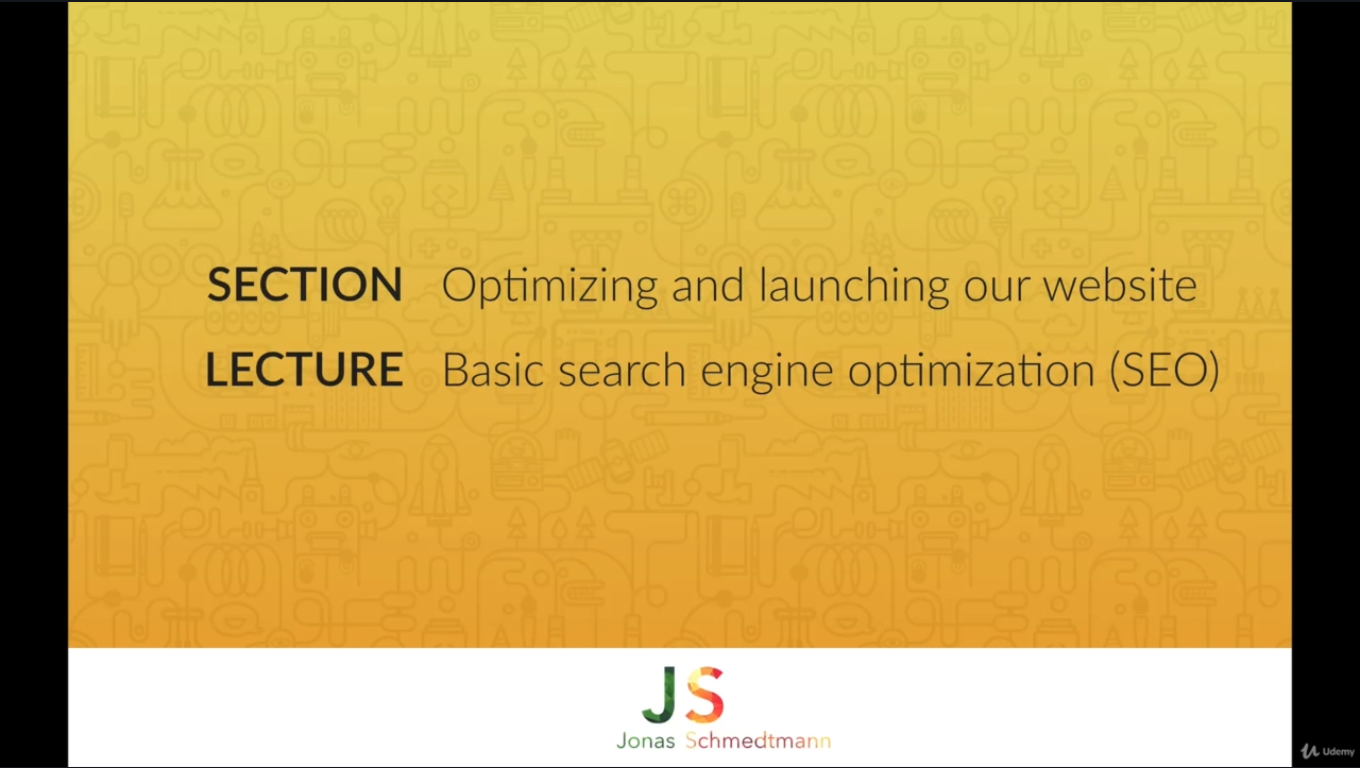 SECTION Optimizing and launching our website
LECTURE Basic search engine optimization (SEO)
JS
Jonas Schmedtmann
Udemy